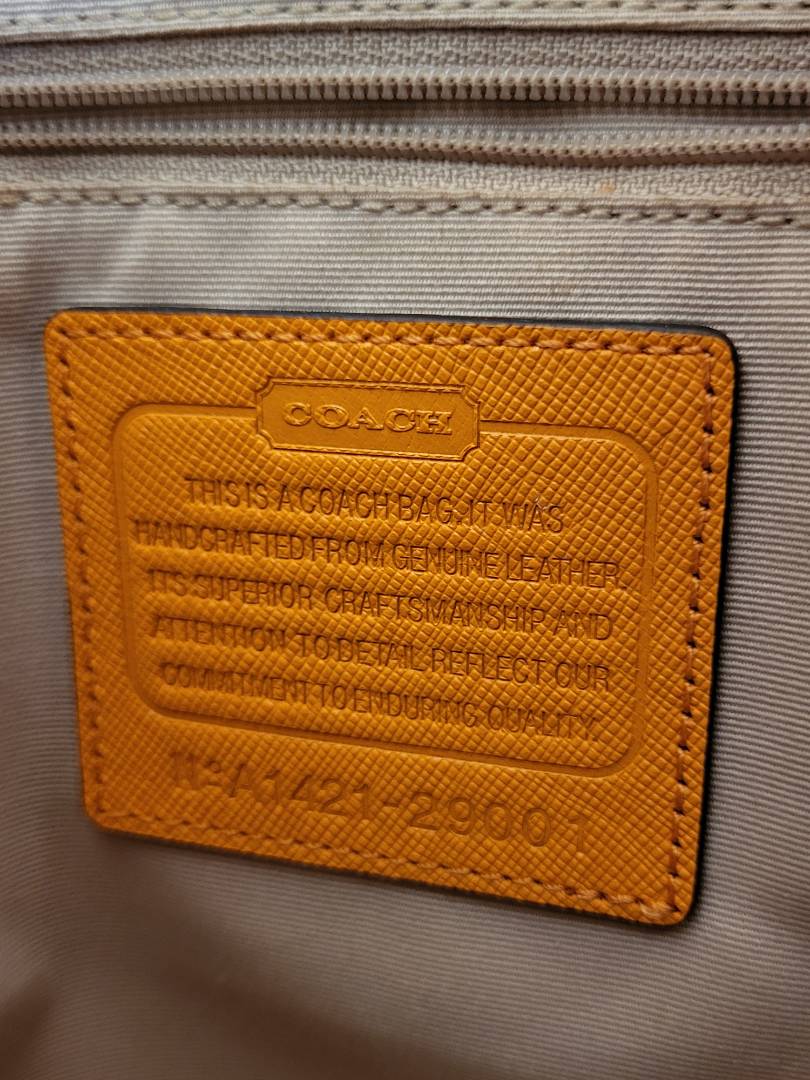 COACH
THIS IS A COACH BAG. IT WAS
HANDCRAFTED FROM GENUINE LEATHER.
ITS SUPERIOR CRAFTSMANSHIP AND
ATTENTION TO DETAIL REFLECT OUR
COMMITMENT TO ENDURING QUALITY.
Nº A1421-29001